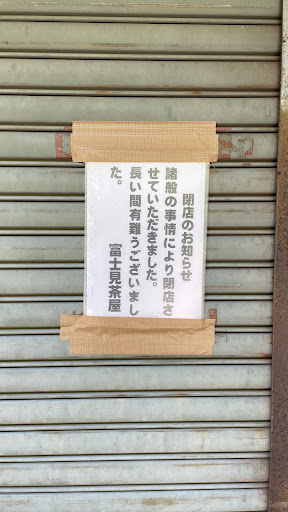 閉店のお知らせ
諸般の事情により閉店さ
せていただきました。
長い間有難うございまし
た。
富士見茶屋